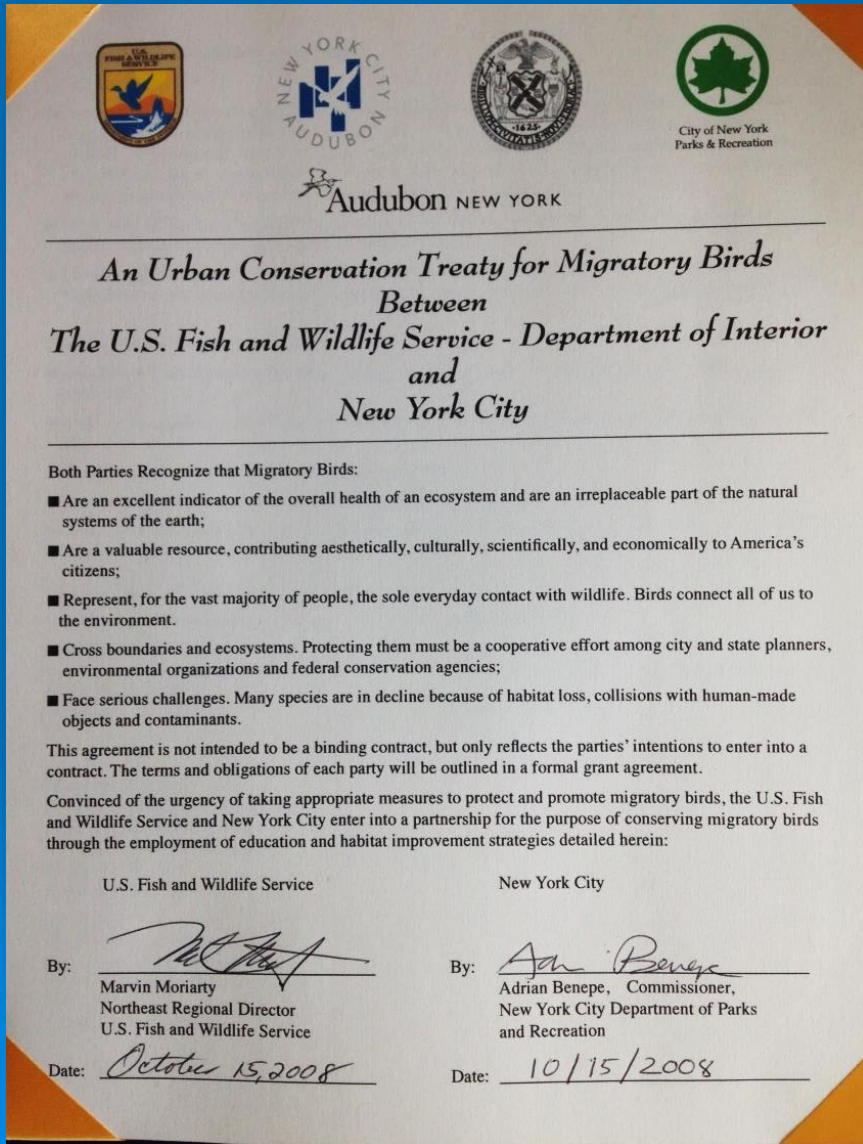 U.S.
FISH & WILDLIFE
SERVICE
NEW YORK CITY
AUDUBON
·1625·
City of New York
Parks & Recreation
Audubon NEW YORK
An Urban Conservation Treaty for Migratory Birds
Between
The U.S. Fish and Wildlife Service - Department of Interior
and
New York City
Both Parties Recognize that Migratory Birds:
■ Are an excellent indicator of the overall health of an ecosystem and are an irreplaceable part of the natural
systems of the earth;
■ Are a valuable resource, contributing aesthetically, culturally, scientifically, and economically to America's
citizens;
■ Represent, for the vast majority of people, the sole everyday contact with wildlife. Birds connect all of us to
the environment.
■ Cross boundaries and ecosystems. Protecting them must be a cooperative effort among city and state planners,
environmental organizations and federal conservation agencies;
■ Face serious challenges. Many species are in decline because of habitat loss, collisions with human-made
objects and contaminants.
This agreement is not intended to be a binding contract, but only reflects the parties' intentions to enter into a
contract. The terms and obligations of each party will be outlined in a formal grant agreement.
Convinced of the urgency of taking appropriate measures to protect and promote migratory birds, the U.S. Fish
and Wildlife Service and New York City enter into a partnership for the purpose of conserving migratory birds
through the employment of education and habitat improvement strategies detailed herein:
U.S. Fish and Wildlife Service
New York City
By:
Marvin Moriarty
Northeast Regional Director
U.S. Fish and Wildlife Service
Date: October 15, 2008
By: Benepe
Adrian Benepe, Commissioner,
New York City Department of Parks
and Recreation
Date: 10/15/2008